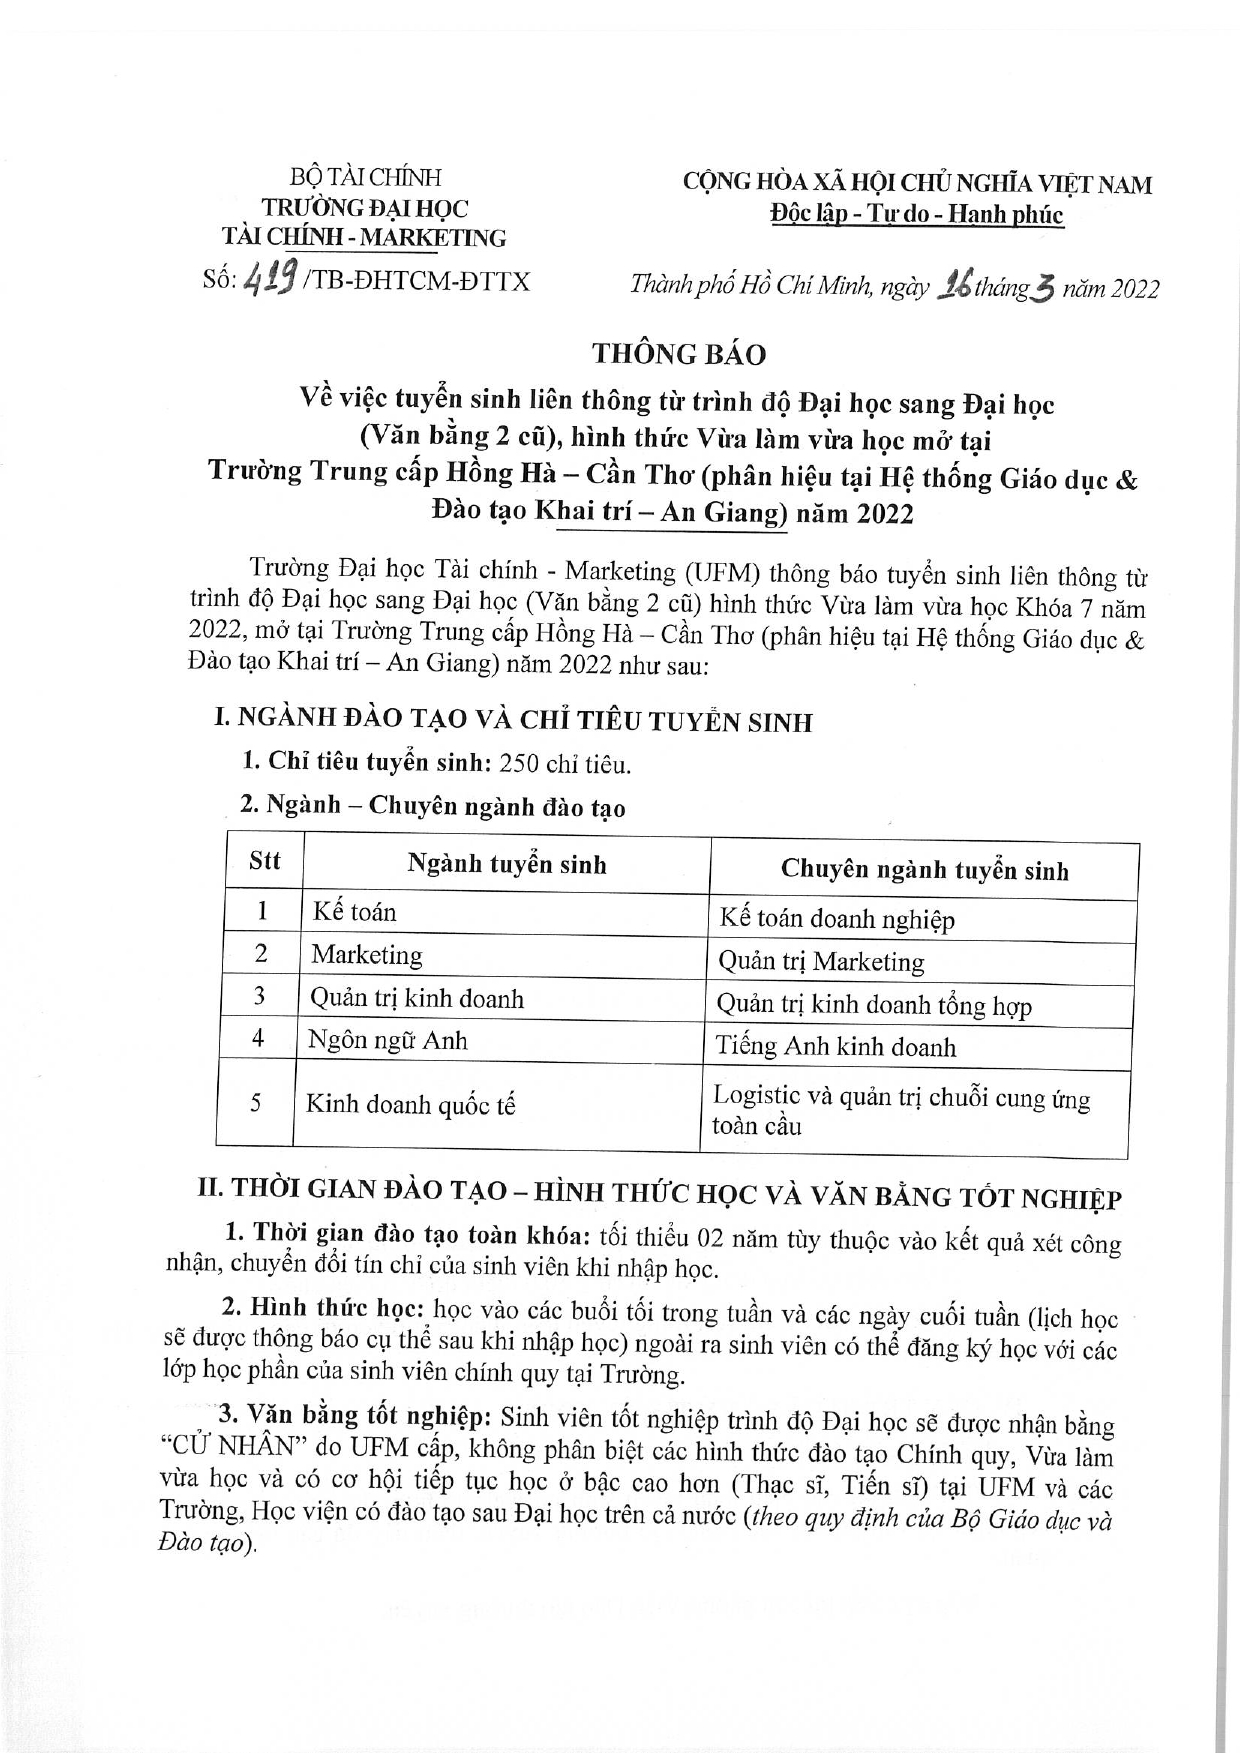 BỘ TÀI CHÍNH
TRƯỜNG ĐẠI HỌC
TÀI CHÍNH - MARKETING
Số: 419 /TB-ĐHTCM-ĐTTX
CỘNG HÒA XÃ HỘI CHỦ NGHĨA VIỆT NAM
Độc lập - Tự do - Hạnh phúc
Thành phố Hồ Chí Minh, ngày 16 tháng 3 năm 2022
THÔNG BÁO
Về việc tuyển sinh liên thông từ trình độ Đại học sang Đại học
(Văn bằng 2 cũ), hình thức Vừa làm vừa học mở tại
Trường Trung cấp Hồng Hà – Cần Thơ (phân hiệu tại Hệ thống Giáo dục &
Đào tạo Khai trí – An Giang) năm 2022
Trường Đại học Tài chính - Marketing (UFM) thông báo tuyển sinh liên thông từ
trình độ Đại học sang Đại học (Văn bằng 2 cũ) hình thức Vừa làm vừa học Khóa 7 năm
2022, mở tại Trường Trung cấp Hồng Hà – Cần Thơ (phân hiệu tại Hệ thống Giáo dục &
Đào tạo Khai trí – An Giang) năm 2022 như sau:
I. NGÀNH ĐÀO TẠO VÀ CHỈ TIÊU TUYỂN SINH
1. Chỉ tiêu tuyển sinh: 250 chỉ tiêu.
2. Ngành – Chuyên ngành đào tạo
Stt Ngành tuyển sinh Chuyên ngành tuyển sinh
1 Kế toán Kế toán doanh nghiệp
2 Marketing Quản trị Marketing
3 Quản trị kinh doanh Quản trị kinh doanh tổng hợp
4 Ngôn ngữ Anh Tiếng Anh kinh doanh
5 Kinh doanh quốc tế Logistic và quản trị chuỗi cung ứng
toàn cầu
II. THỜI GIAN ĐÀO TẠO – HÌNH THỨC HỌC VÀ VĂN BẰNG TỐT NGHIỆP
1. Thời gian đào tạo toàn khóa: tối thiểu 02 năm tùy thuộc vào kết quả xét công
nhận, chuyển đổi tín chỉ của sinh viên khi nhập học.
2. Hình thức học: học vào các buổi tối trong tuần và các ngày cuối tuần (lịch học
sẽ được thông báo cụ thể sau khi nhập học) ngoài ra sinh viên có thể đăng ký học với các
lớp học phần của sinh viên chính quy tại Trường.
3. Văn bằng tốt nghiệp: Sinh viên tốt nghiệp trình độ Đại học sẽ được nhận bằng
“CỬ NHÂN” do UFM cấp, không phân biệt các hình thức đào tạo Chính quy, Vừa làm
vừa học và có cơ hội tiếp tục học ở bậc cao hơn (Thạc sĩ, Tiến sĩ) tại UFM và các
Trường, Học viện có đào tạo sau Đại học trên cả nước (theo quy định của Bộ Giáo dục và
Đào tạo).